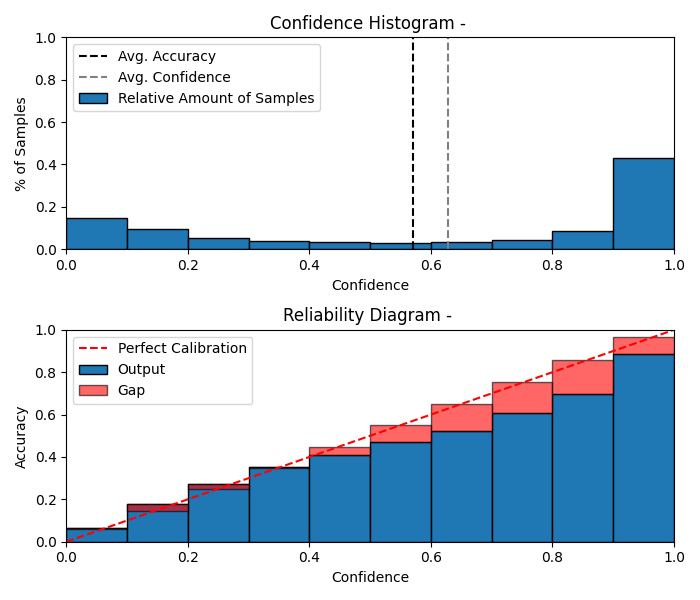 Confidence Histogram -
1.0
0.8
0.6
0.4
0.2
0.0
% of Samples
Avg. Accuracy
Avg. Confidence
Relative Amount of Samples
0.0 0.2 0.4 0.6 0.8 1.0
Confidence
Reliability Diagram -
1.0
0.8
0.6
0.4
0.2
0.0
Accuracy
Perfect Calibration
Output
Gap
0.0 0.2 0.4 0.6 0.8 1.0
Confidence